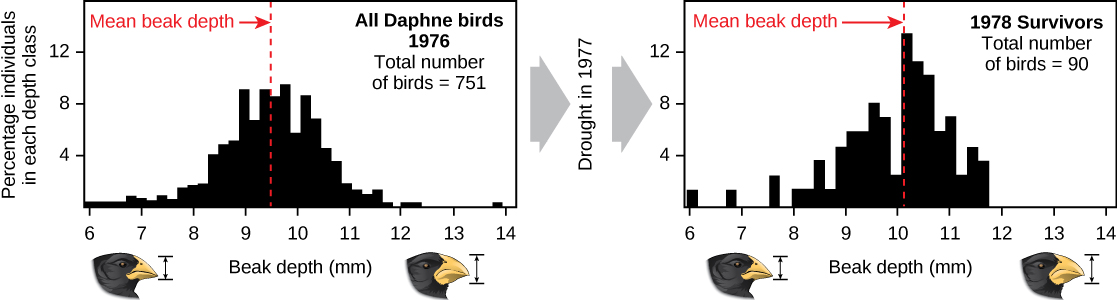 Percentage individuals
in each depth class
12
8
4
Mean beak depth
All Daphne birds
1976
Total number
of birds = 751
6 7 8 9 10 11 12 13 14
Beak depth (mm)
Drought in 1977
12
8
4
Mean beak depth
1978 Survivors
Total number
of birds = 90
6 7 8 9 10 11 12 13 14
Beak depth (mm)